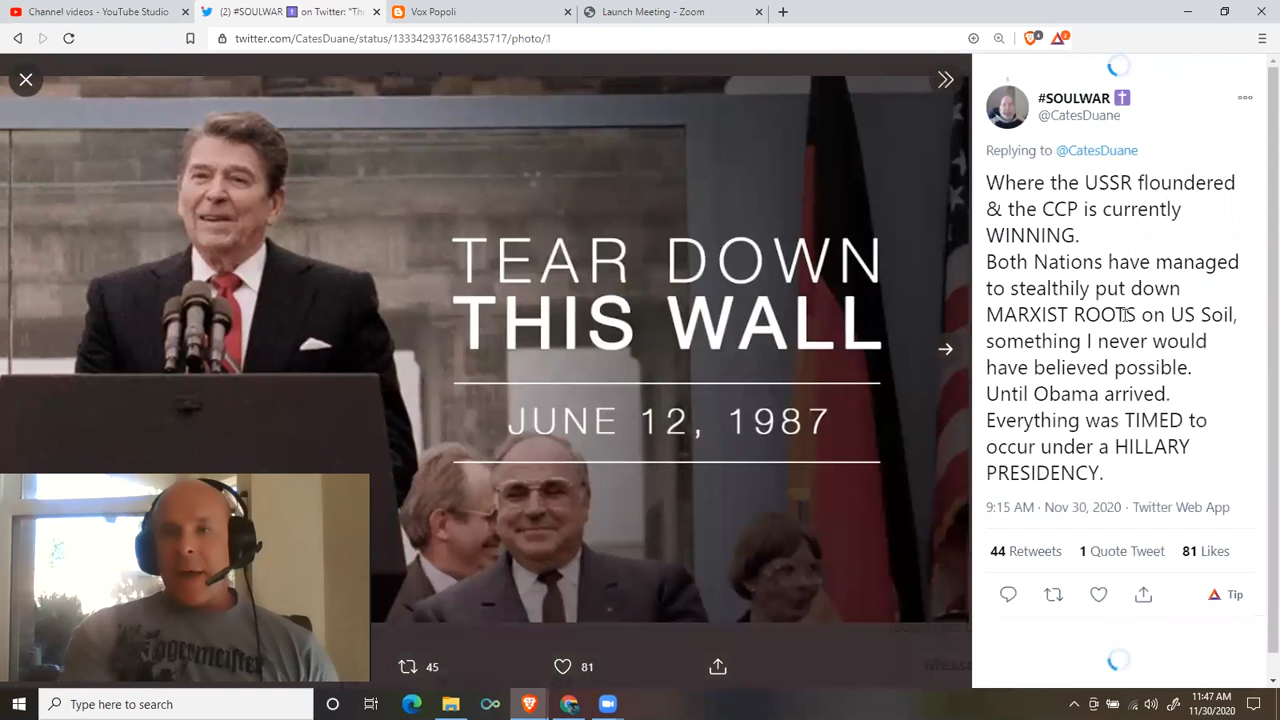 Channel videos - YouTube Studio
(2) #SOULWAR ✝ on Twitter: "Th
Vox Popoli
Launch Meeting - Zoom
twitter.com/CatesDuane/status/1333429376168435717/photo/1
4
2
TEAR DOWN
THIS WALL
JUNE 12, 1987
Jägermeister
45
81
#SOULWAR ✝
@CatesDuane
Replying to @CatesDuane
Where the USSR floundered
& the CCP is currently
WINNING.
Both Nations have managed
to stealthily put down
MARXIST ROOTS on US Soil,
something I never would
have believed possible.
Until Obama arrived.
Everything was TIMED to
occur under a HILLARY
PRESIDENCY.
9:15 AM · Nov 30, 2020 · Twitter Web App
44 Retweets 1 Quote Tweet 81 Likes
Tip
Type here to search
11:47 AM
11/30/2020